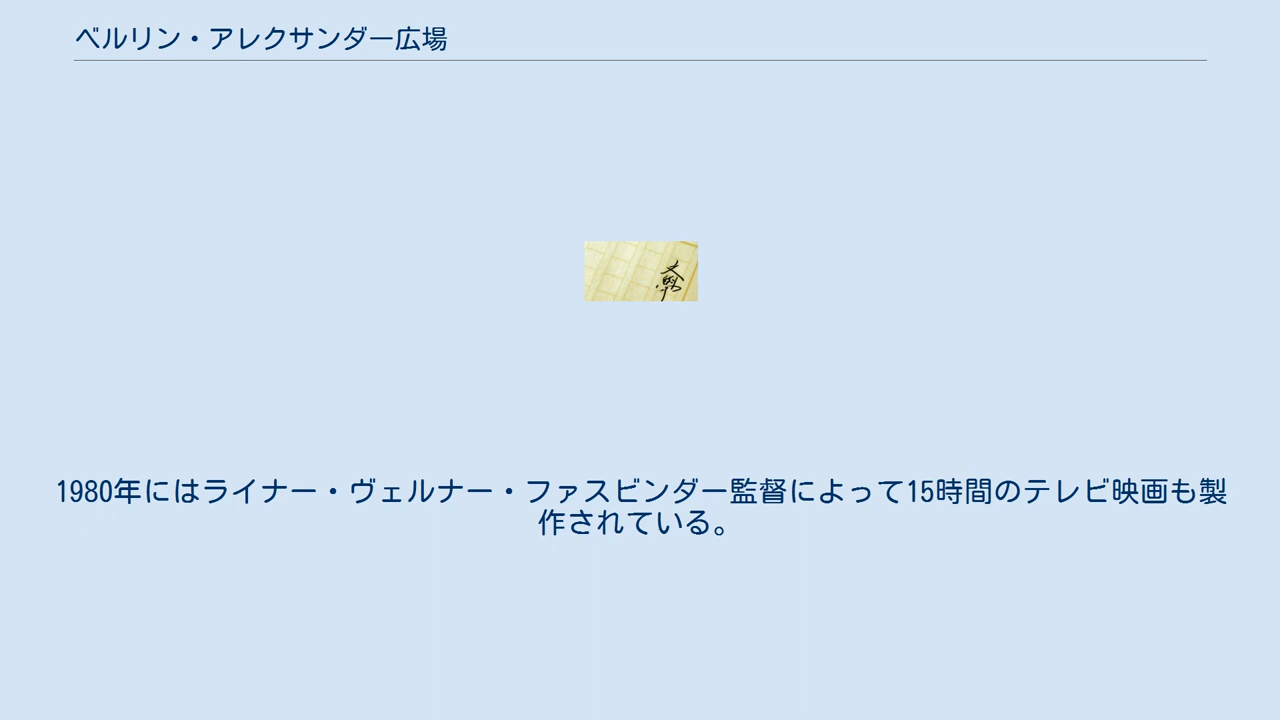 ベルリン・アレクサンダー広場
1980年にはライナー・ヴェルナー・ファスビンダー監督によって15時間のテレビ映画も製
作されている。